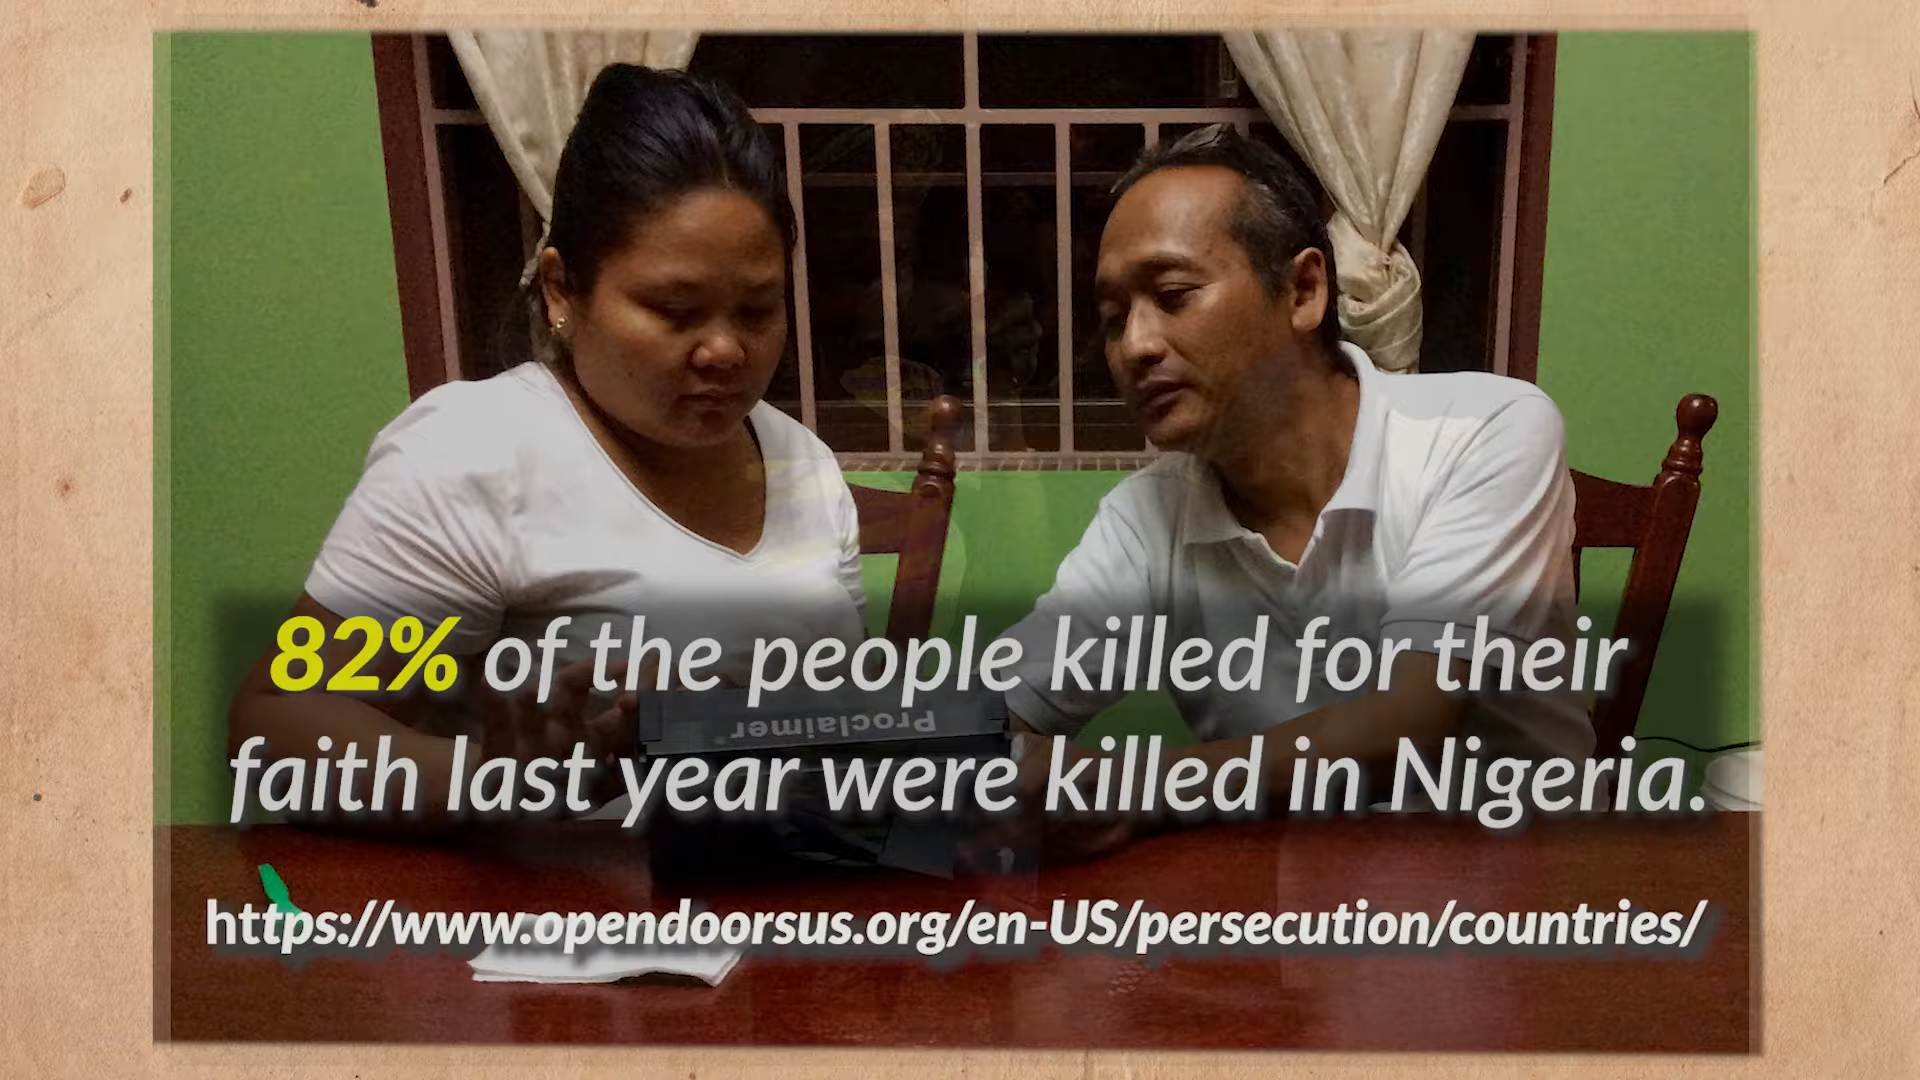 82% of the people killed for their
Proclaimer
faith last year were killed in Nigeria.
https://www.opendoorsus.org/en-US/persecution/countries/